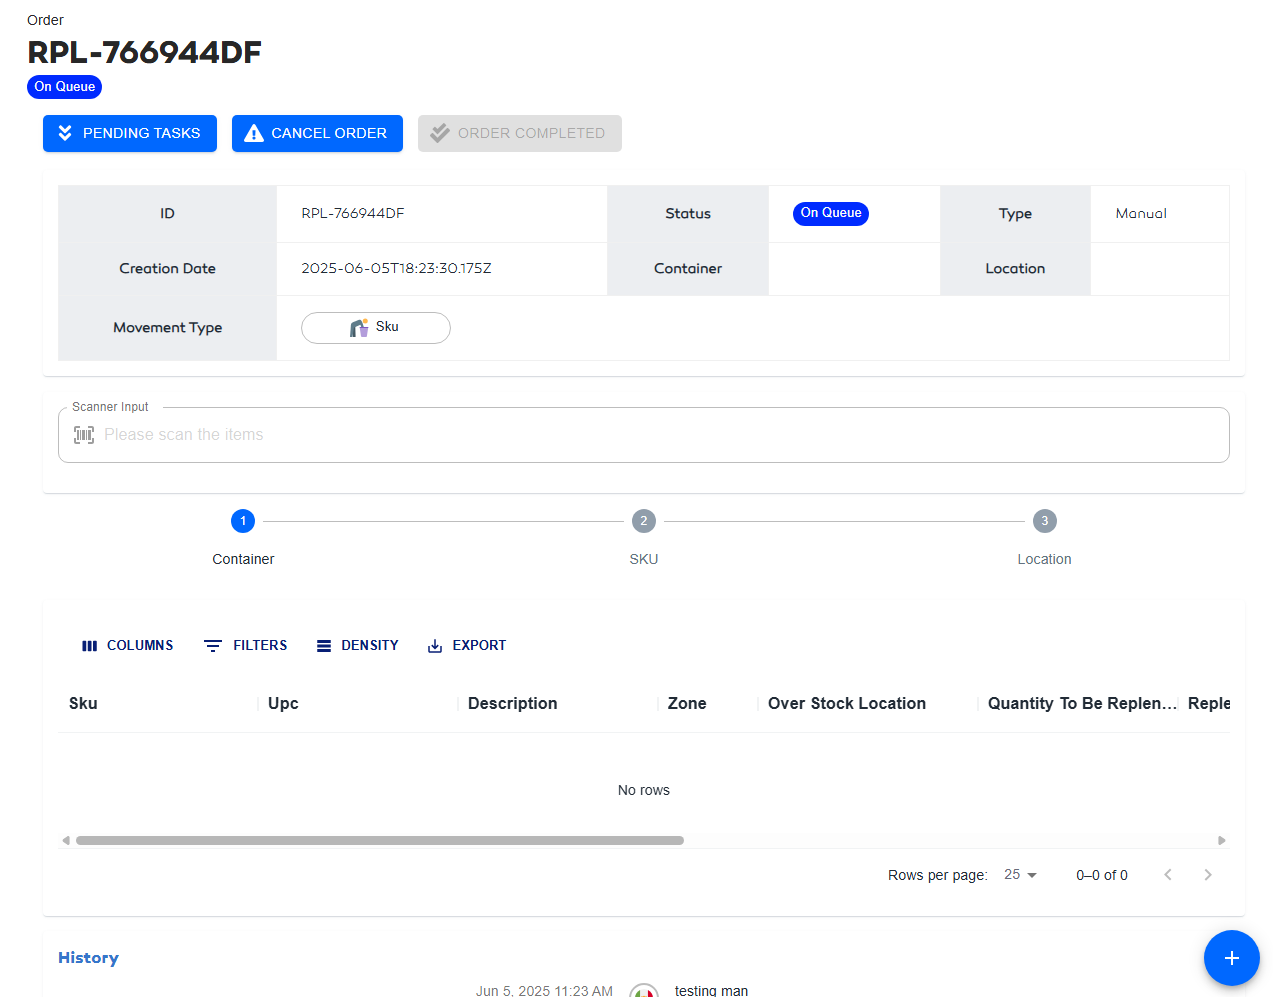 Order
RPL-766944DF
On Queue
PENDING TASKS CANCEL ORDER ORDER COMPLETED
ID RPL-766944DF Status On Queue Type Manual
Creation Date 2025-06-05T18:23:30.175Z Container Location
Movement Type Sku
Scanner Input
Please scan the items
1 2 3
Container SKU Location
COLUMNS FILTERS DENSITY EXPORT
Sku Upc Description Zone Over Stock Location Quantity To Be Replen... Reple
No rows
Rows per page: 25 0–0 of 0
History
Jun 5, 2025 11:23 AM testing man